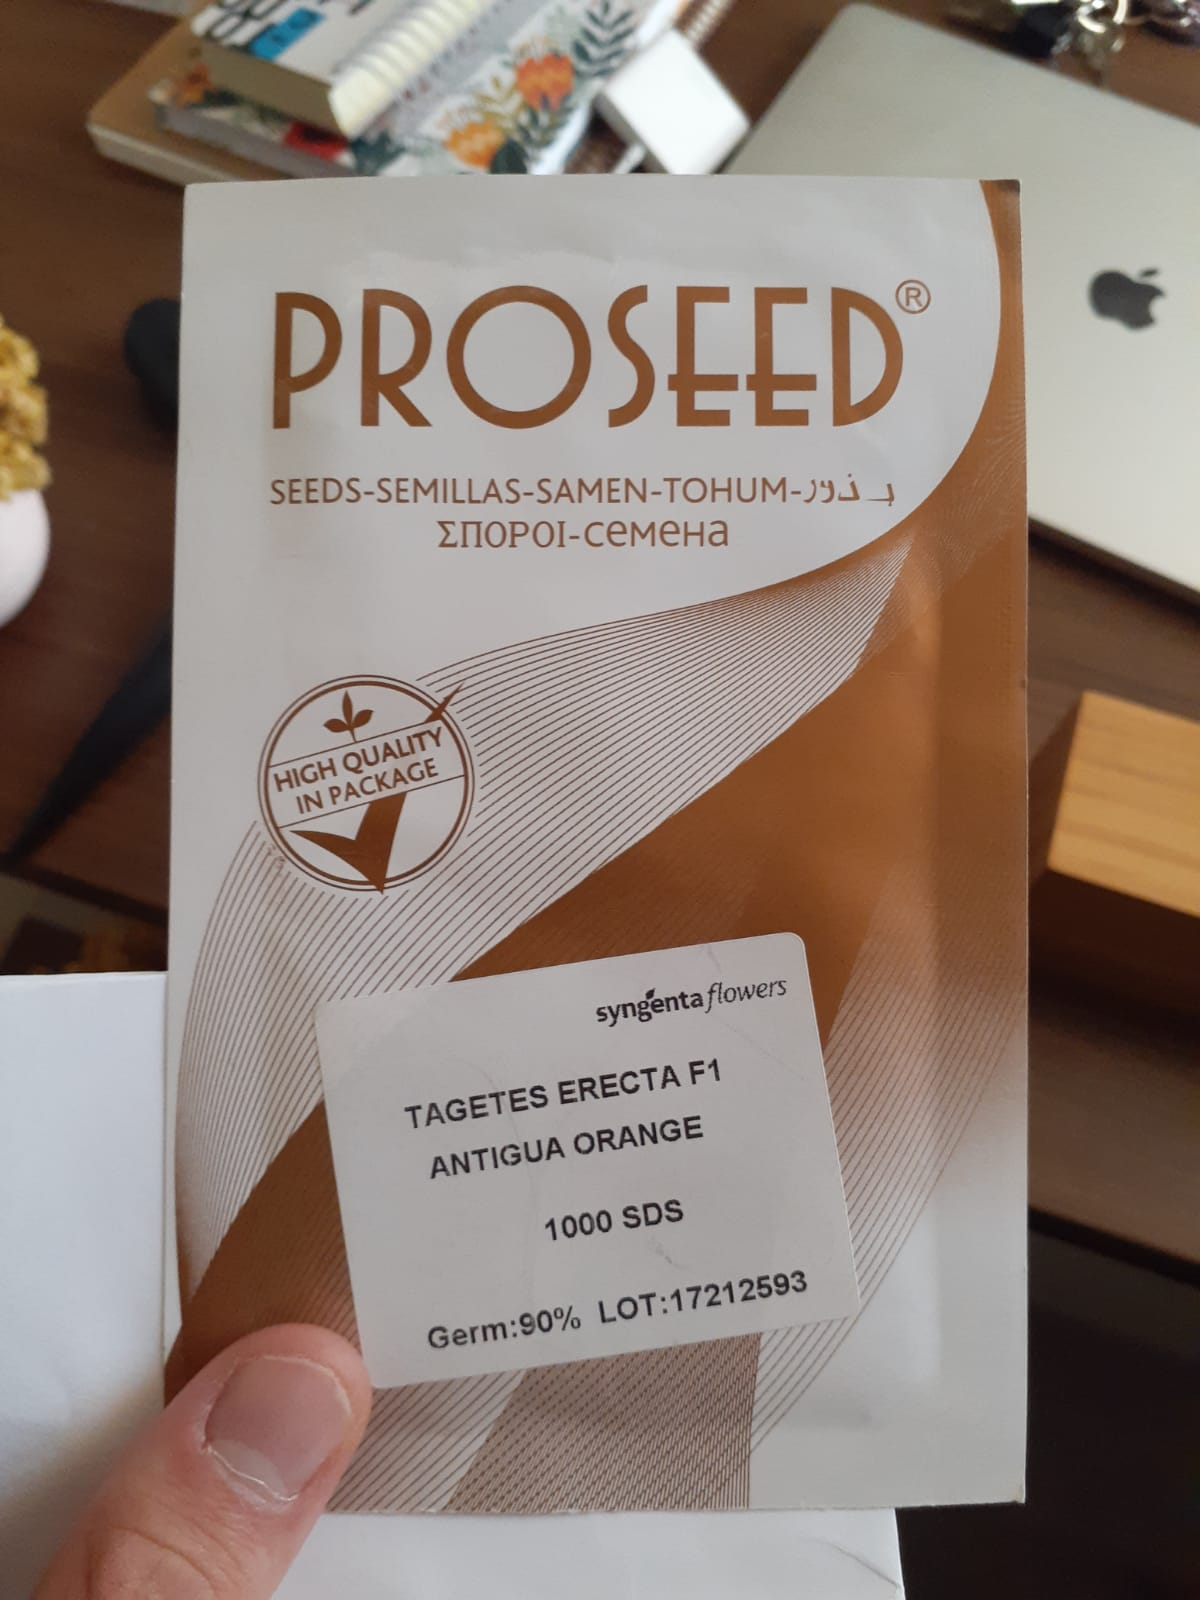 PROSEED®
SEEDS-SEMILLAS-SAMEN-TOHUM-بذور
ΣΠΟΡΟΙ-семена
HIGH QUALITY
IN PACKAGE
syngenta flowers
TAGETES ERECTA F1
ANTIGUA ORANGE
1000 SDS
Germ:90% LOT:17212593